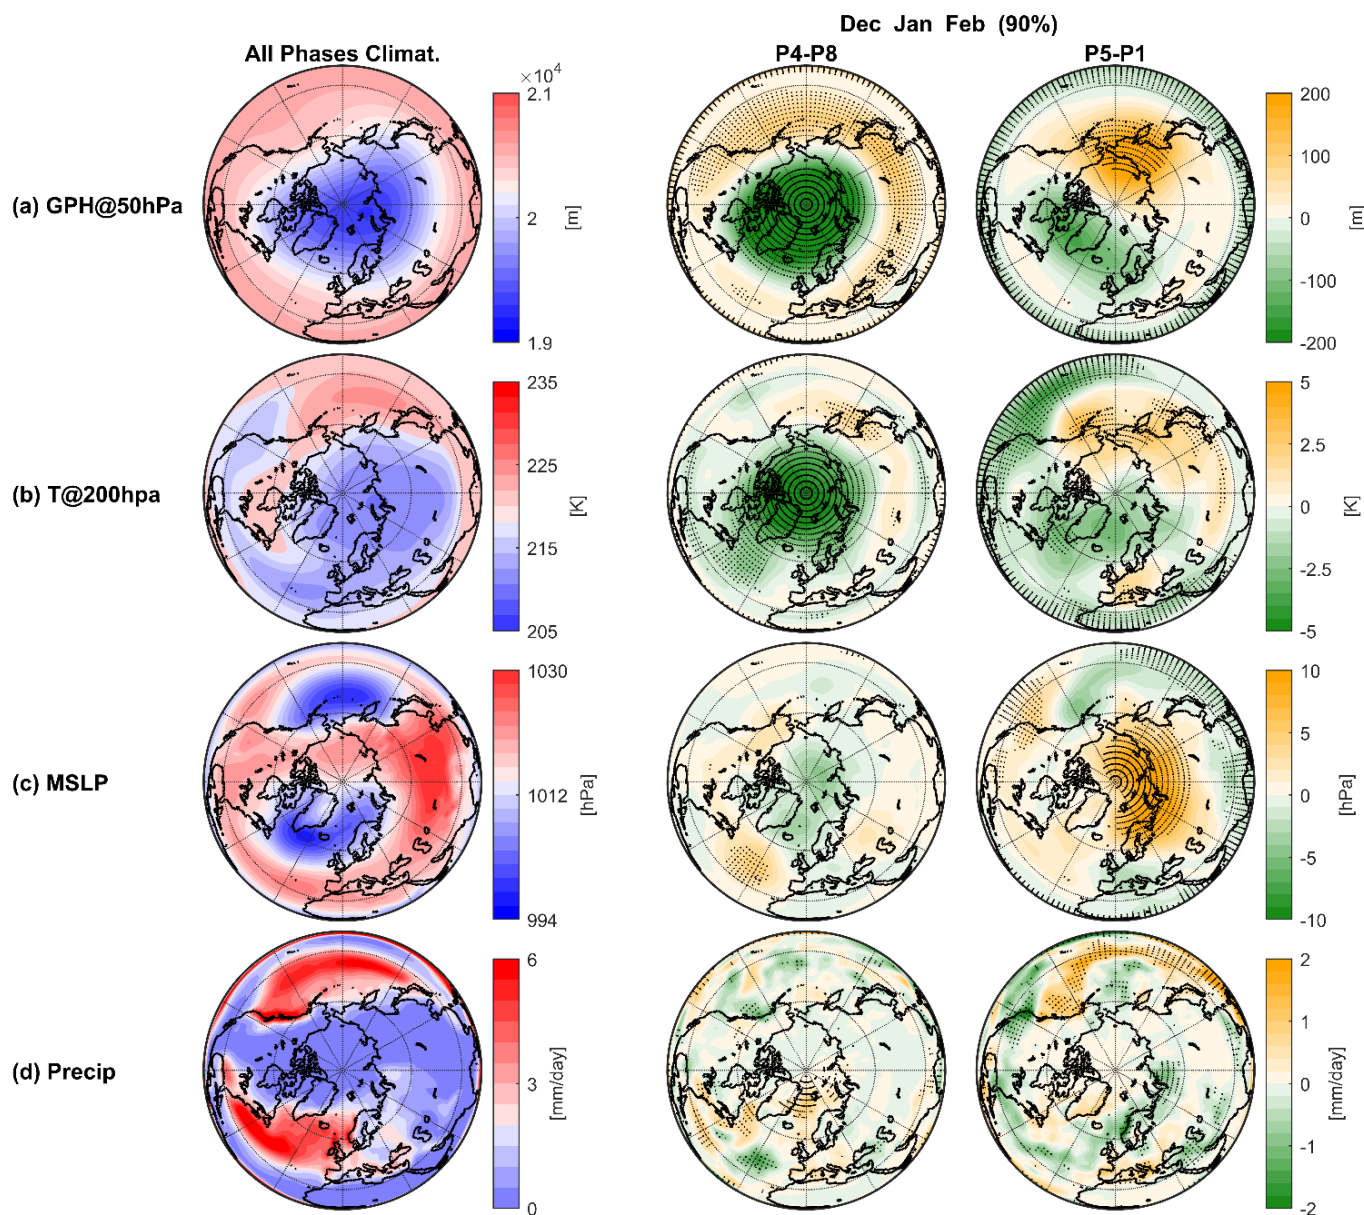 Dec Jan Feb (90%)
All Phases Climat.
P4-P8
P5-P1
×10⁴
(a) GPH@50hPa
2.1
2
1.9
[m]
200
100
0
-100
-200
[m]
(b) T@200hpa
235
225
215
205
[K]
5
2.5
0
-2.5
-5
[K]
(c) MSLP
1030
1012
994
[hPa]
10
5
0
-5
-10
[hPa]
(d) Precip
6
3
0
[mm/day]
2
1
0
-1
-2
[mm/day]